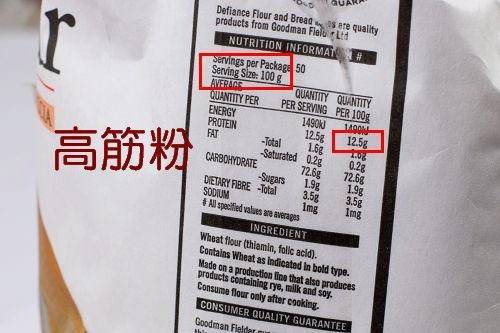 Defiance Flour and Bread are quality
products from Goodman Fielder Ltd
NUTRITION INFORMATION #
Servings per Package: 50
Serving Size: 100 g
AVERAGE
QUANTITY PER QUANTITY PER SERVING QUANTITY PER 100g
ENERGY 1490kJ 1490kJ
PROTEIN 12.5g 12.5g
FAT -Total 1.6g 1.6g
-Saturated 0.2g 0.2g
CARBOHYDRATE 72.6g 72.6g
-Sugars 1.9g 1.9g
DIETARY FIBRE -Total 3.5g 3.5g
SODIUM 1mg 1mg
# All specified values are averages
INGREDIENT
Wheat flour (thiamin, folic acid).
Contains Wheat as indicated in bold type.
Made on a production line that also produces
products containing rye, milk and soy.
Consume flour only after cooking.
CONSUMER QUALITY GUARANTEE
Goodman Fielder
高筋粉